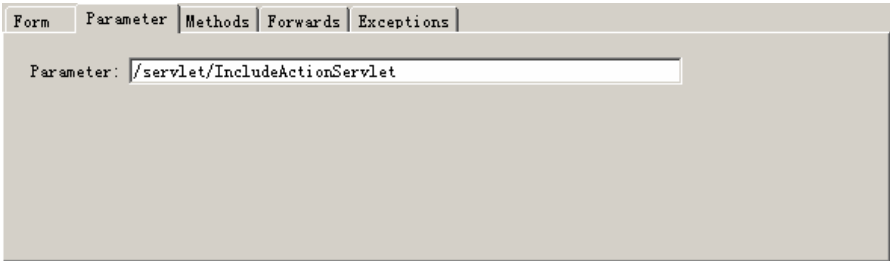 Form Parameter Methods Forwards Exceptions
Parameter: /servlet/IncludeActionServlet